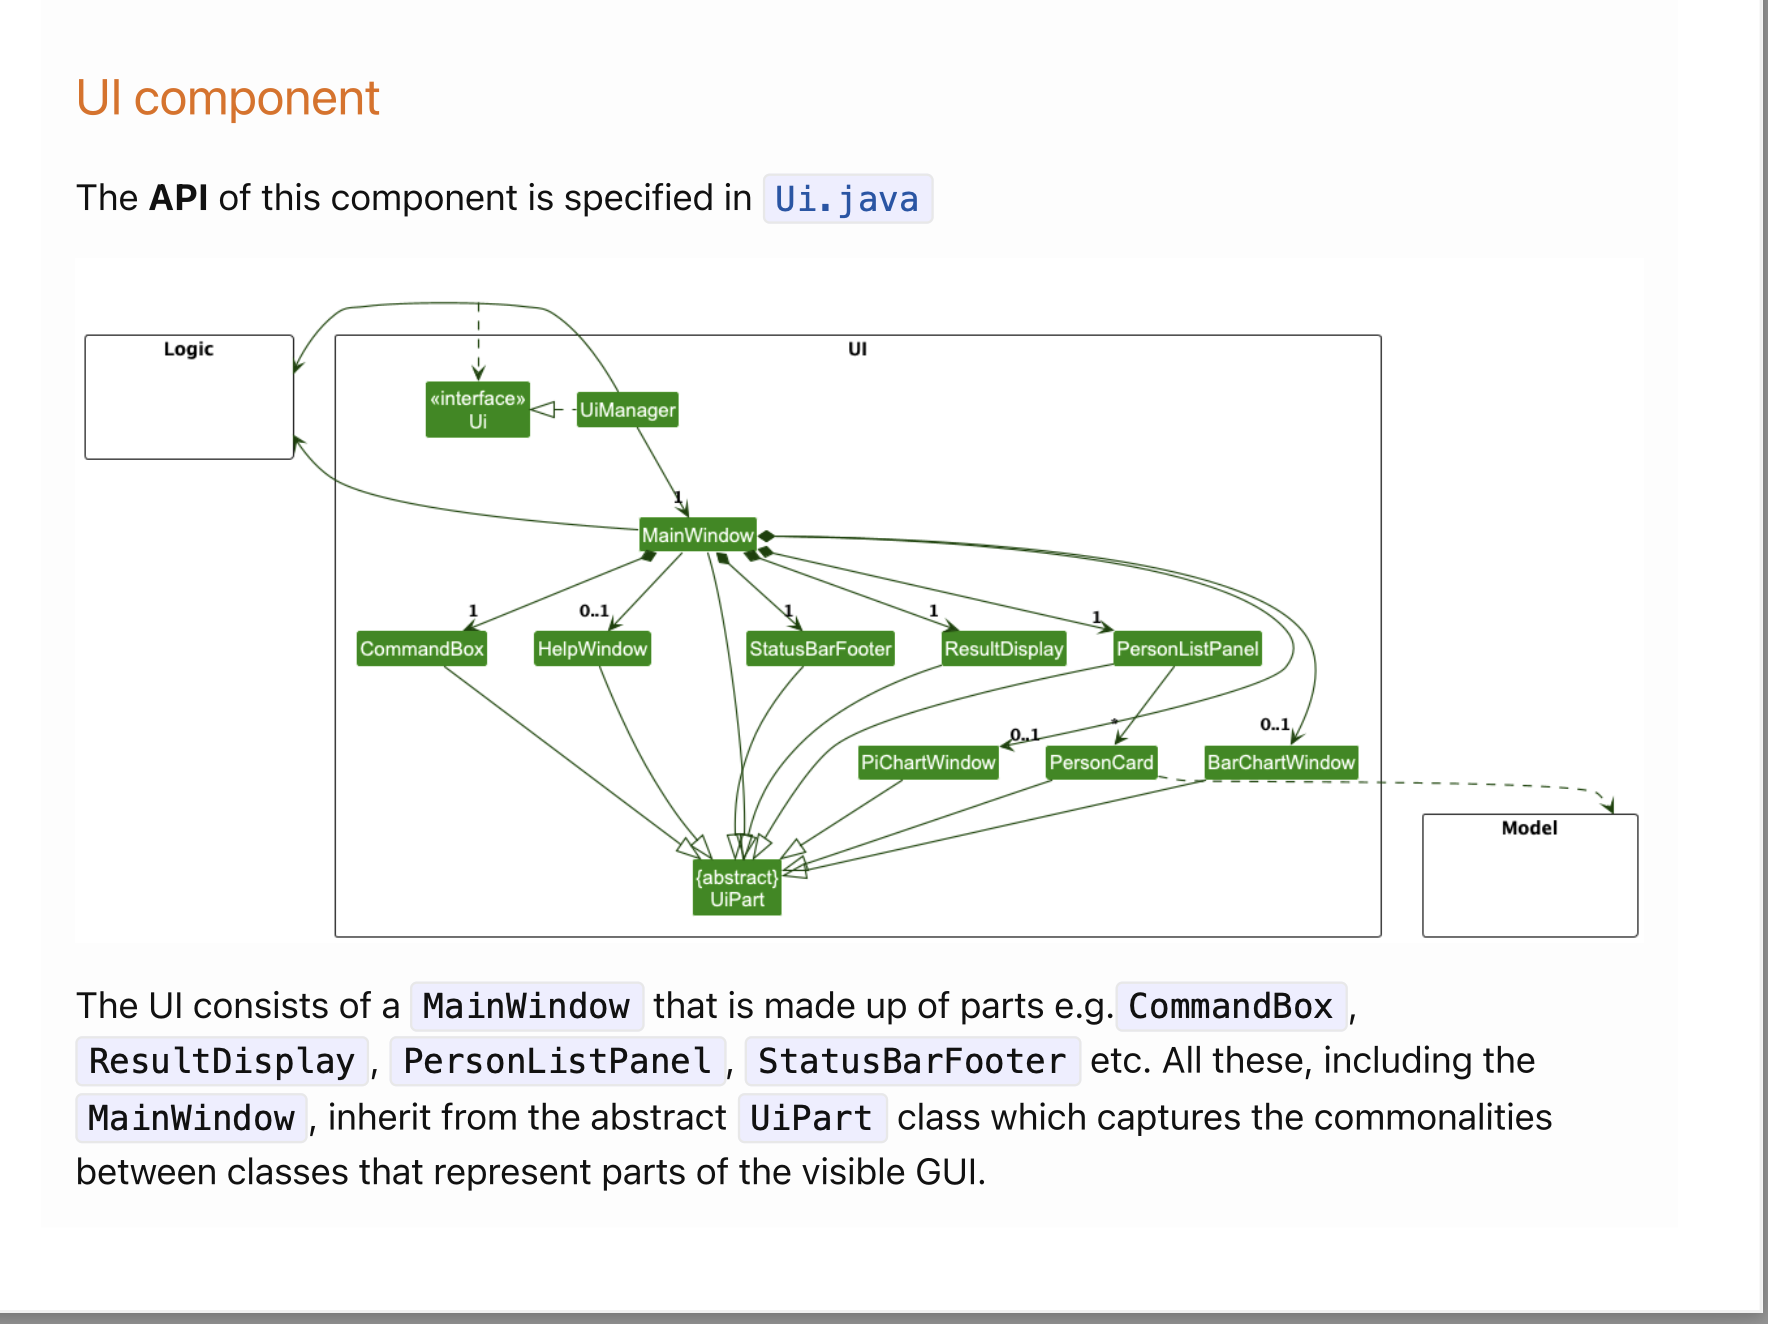 UI component
The API of this component is specified in Ui.java
Logic
UI
«interface»
Ui
UiManager
1
MainWindow
1
0..1
1
1
1
CommandBox
HelpWindow
StatusBarFooter
ResultDisplay
PersonListPanel
0..1
*
0..1
PiChartWindow
PersonCard
BarChartWindow
Model
{abstract}
UiPart
The UI consists of a MainWindow that is made up of parts e.g. CommandBox,
ResultDisplay, PersonListPanel, StatusBarFooter etc. All these, including the
MainWindow, inherit from the abstract UiPart class which captures the commonalities
between classes that represent parts of the visible GUI.